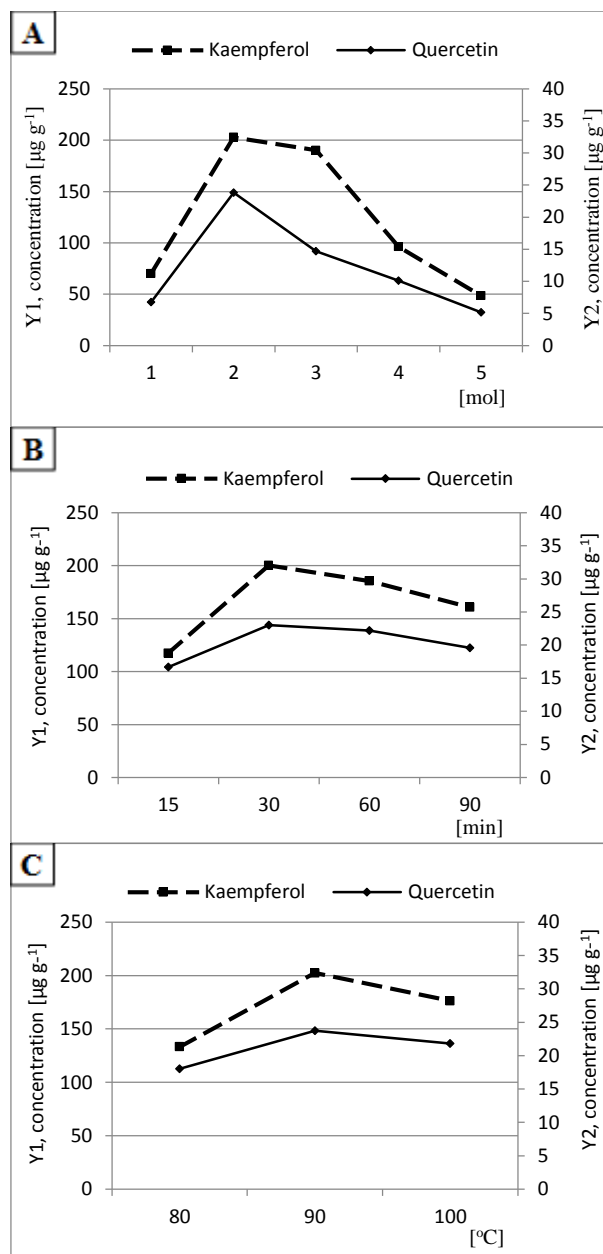 A
Kaempferol Quercetin
Y1, concentration [µg g-1]
250
200
150
100
50
0
40
35
30
25
20
15
10
5
0
Y2, concentration [µg g-1]
1 2 3 4 5
[mol]
B
Kaempferol Quercetin
Y1, concentration [µg g-1]
250
200
150
100
50
0
40
35
30
25
20
15
10
5
0
Y2, concentration [µg g-1]
15 30 60 90
[min]
C
Kaempferol Quercetin
Y1, concentration [µg g-1]
250
200
150
100
50
0
40
35
30
25
20
15
10
5
0
Y2, concentration [µg g-1]
80 90 100
[°C]